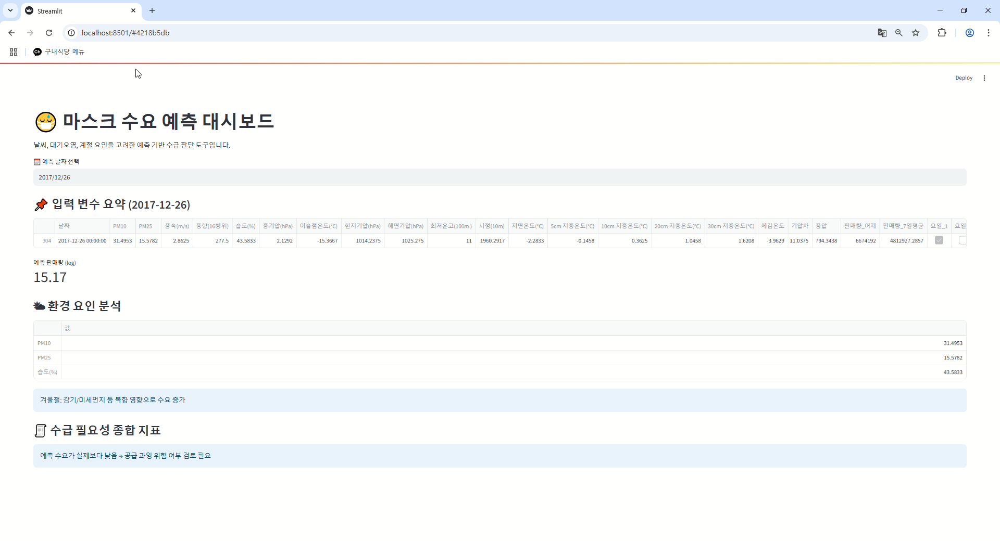 Streamlit
localhost:8501/#4218b5db
구내식당 메뉴
Deploy
마스크 수요 예측 대시보드
날씨, 대기오염, 계절 요인을 고려한 예측 기반 수급 판단 도구입니다.
예측 날짜 선택
2017/12/26
입력 변수 요약 (2017-12-26)
날짜 PM10 PM25 풍속(m/s) 풍향(16방위) 습도(%) 증기압(hPa) 이슬점온도(°C) 현지기압(hPa) 해면기압(hPa) 최저운고(100m ) 시정(10m) 지면온도(°C) 5cm 지중온도(°C) 10cm 지중온도(°C) 20cm 지중온도(°C) 30cm 지중온도(°C) 체감온도 기압차 풍압 판매량_어제 판매량_7일평균 요일_1 요일
304 2017-12-26 00:00:00 31.4953 15.5782 2.8625 277.5 43.5833 2.1292 -15.3667 1014.2375 1025.275 11 1960.2917 -2.2833 -0.1458 0.3625 1.0458 1.6208 -3.9629 11.0375 794.3438 6674192 4812927.2857
예측 판매량 (log)
15.17
환경 요인 분석
값
PM10 31.4953
PM25 15.5782
습도(%) 43.5833
겨울철: 감기/미세먼지 등 복합 영향으로 수요 증가
수급 필요성 종합 지표
예측 수요가 실제보다 낮음 → 공급 과잉 위험 여부 검토 필요